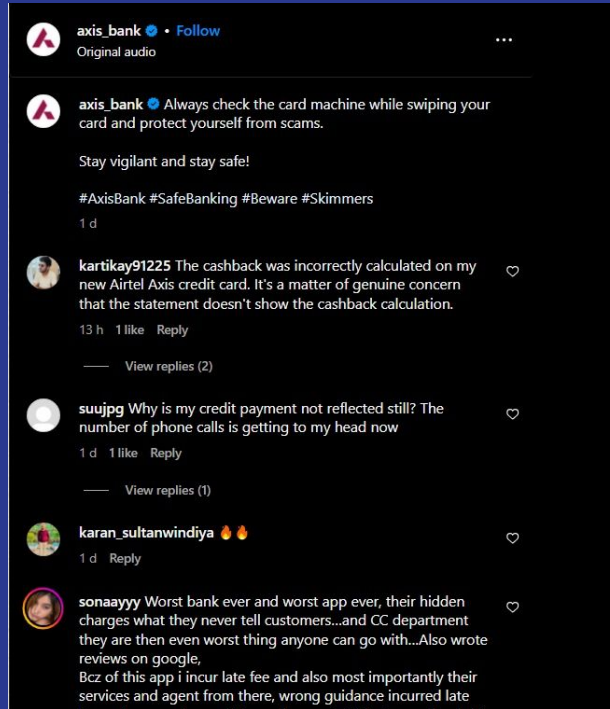 axis_bank • Follow
Original audio
axis_bank Always check the card machine while swiping your
card and protect yourself from scams.
Stay vigilant and stay safe!
#AxisBank #SafeBanking #Beware #Skimmers
1 d
kartikay91225 The cashback was incorrectly calculated on my
new Airtel Axis credit card. It's a matter of genuine concern
that the statement doesn't show the cashback calculation.
13 h 1 like Reply
View replies (2)
suujpg Why is my credit payment not reflected still? The
number of phone calls is getting to my head now
1 d 1 like Reply
View replies (1)
karan_sultanwindiya 🔥🔥
1 d Reply
sonaayyy Worst bank ever and worst app ever, their hidden
charges what they never tell customers...and CC department
they are then even worst thing anyone can go with...Also wrote
reviews on google,
Bcz of this app i incur late fee and also most importantly their
services and agent from there, wrong guidance incurred late